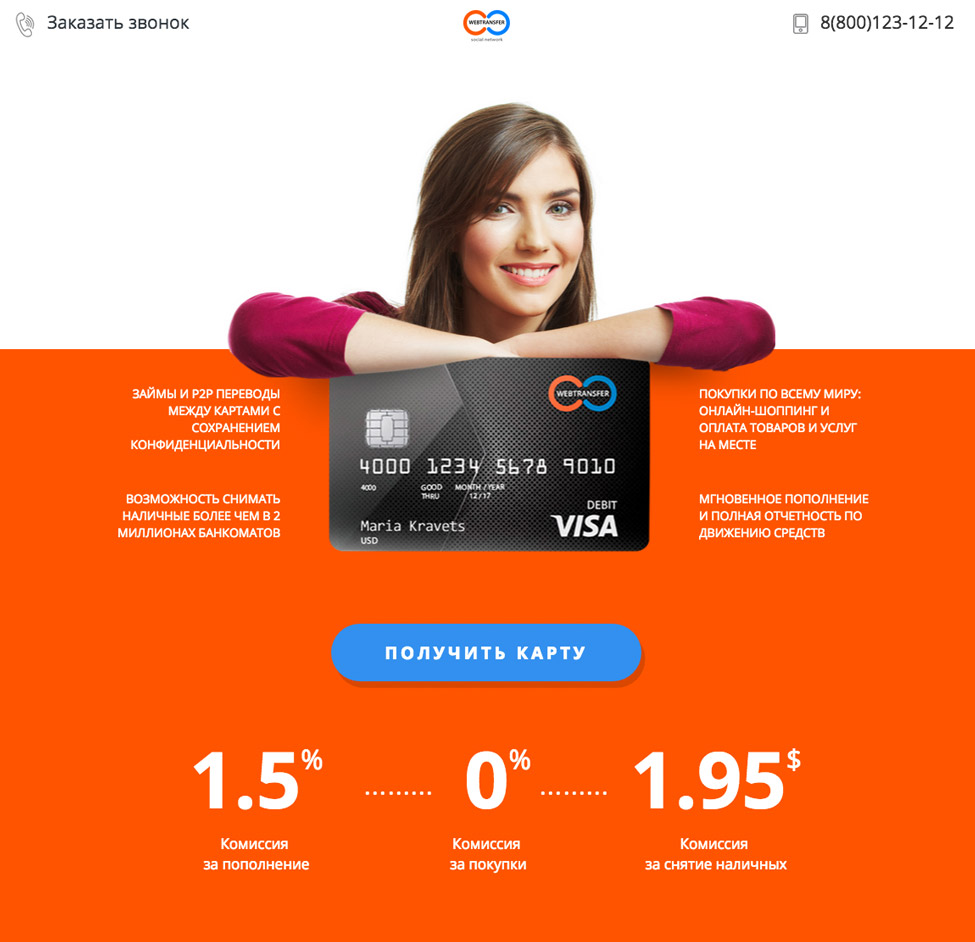 Заказать звонок
WEBTRANSFER
social network
8(800)123-12-12
ЗАЙМЫ И P2P ПЕРЕВОДЫ
МЕЖДУ КАРТАМИ С
СОХРАНЕНИЕМ
КОНФИДЕНЦИАЛЬНОСТИ
ВОЗМОЖНОСТЬ СНИМАТЬ
НАЛИЧНЫЕ БОЛЕЕ ЧЕМ В 2
МИЛЛИОНАХ БАНКОМАТОВ
WEBTRANSFER
4000 1234 5678 9010
4000 GOOD THRU MONTH / YEAR 12 / 17
DEBIT
VISA
Maria Kravets
USD
ПОКУПКИ ПО ВСЕМУ МИРУ:
ОНЛАЙН-ШОППИНГ И
ОПЛАТА ТОВАРОВ И УСЛУГ
НА МЕСТЕ
МГНОВЕННОЕ ПОПОЛНЕНИЕ
И ПОЛНАЯ ОТЧЕТНОСТЬ ПО
ДВИЖЕНИЮ СРЕДСТВ
ПОЛУЧИТЬ КАРТУ
1.5%
Комиссия
за пополнение
0%
Комиссия
за покупки
1.95$
Комиссия
за снятие наличных